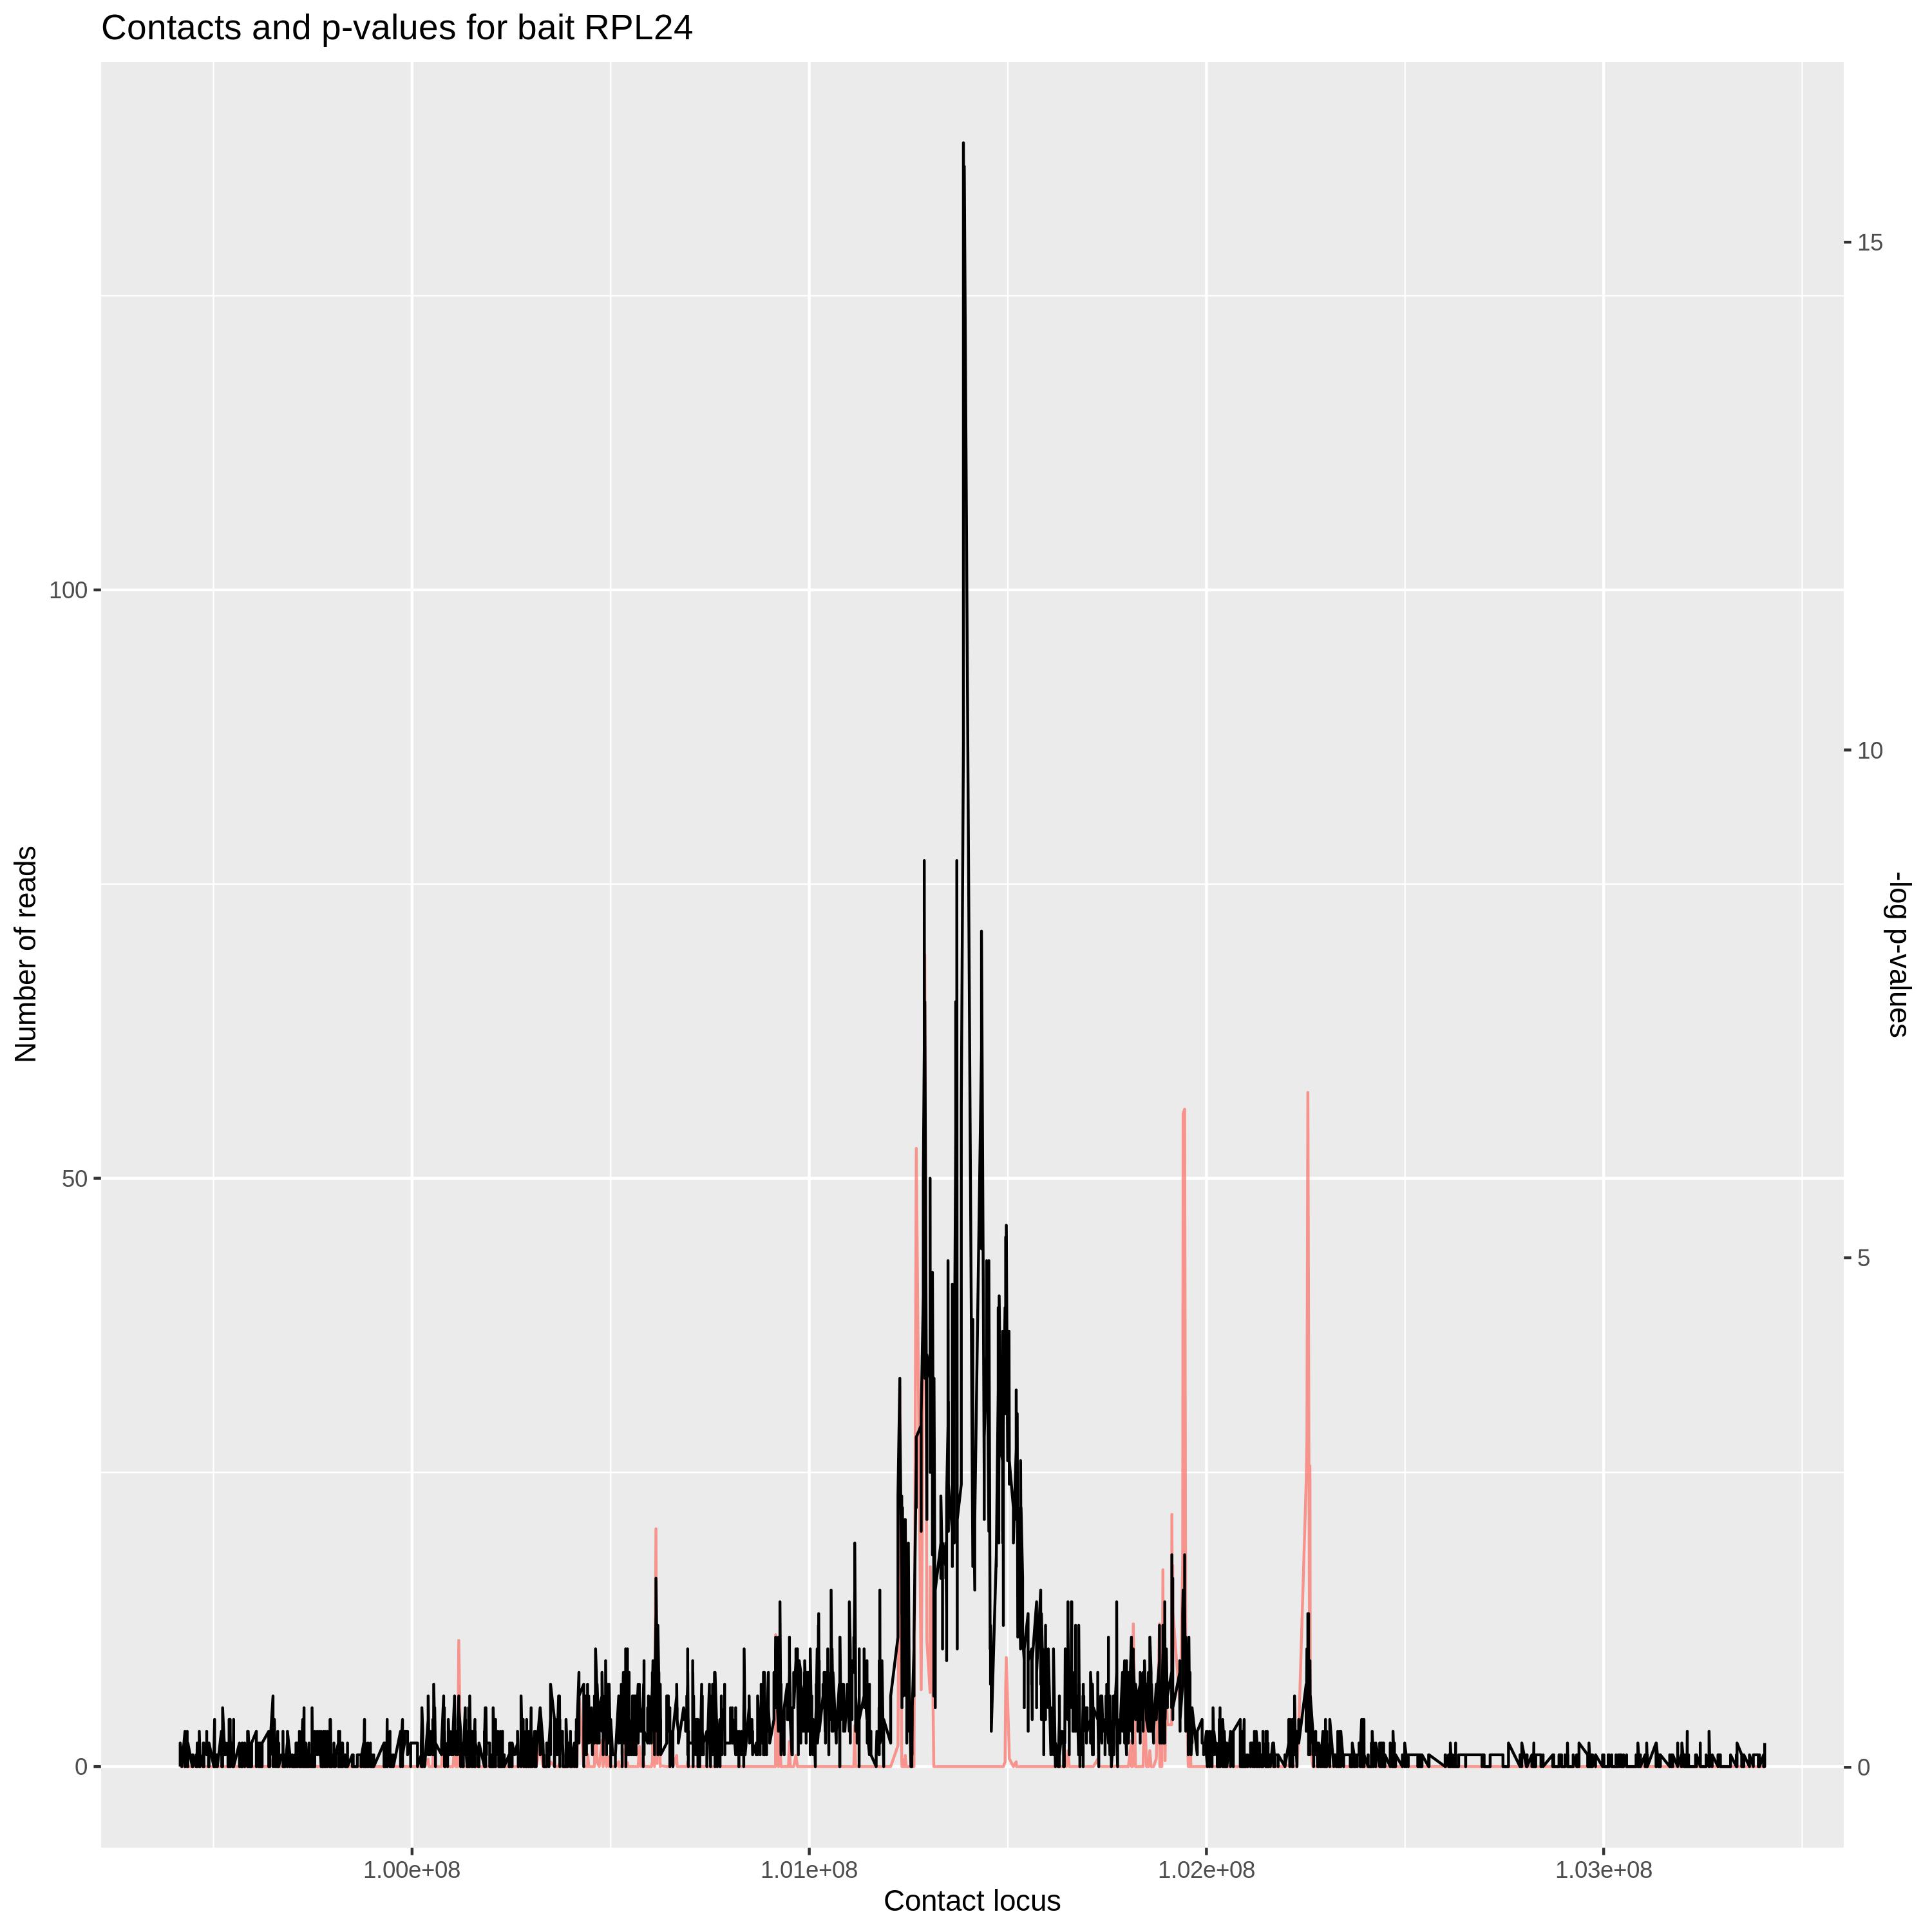 Contacts and p-values for bait RPL24
Number of reads
100
50
0
15
10
5
0
-log p-values
1.00e+08
1.01e+08
1.02e+08
1.03e+08
Contact locus